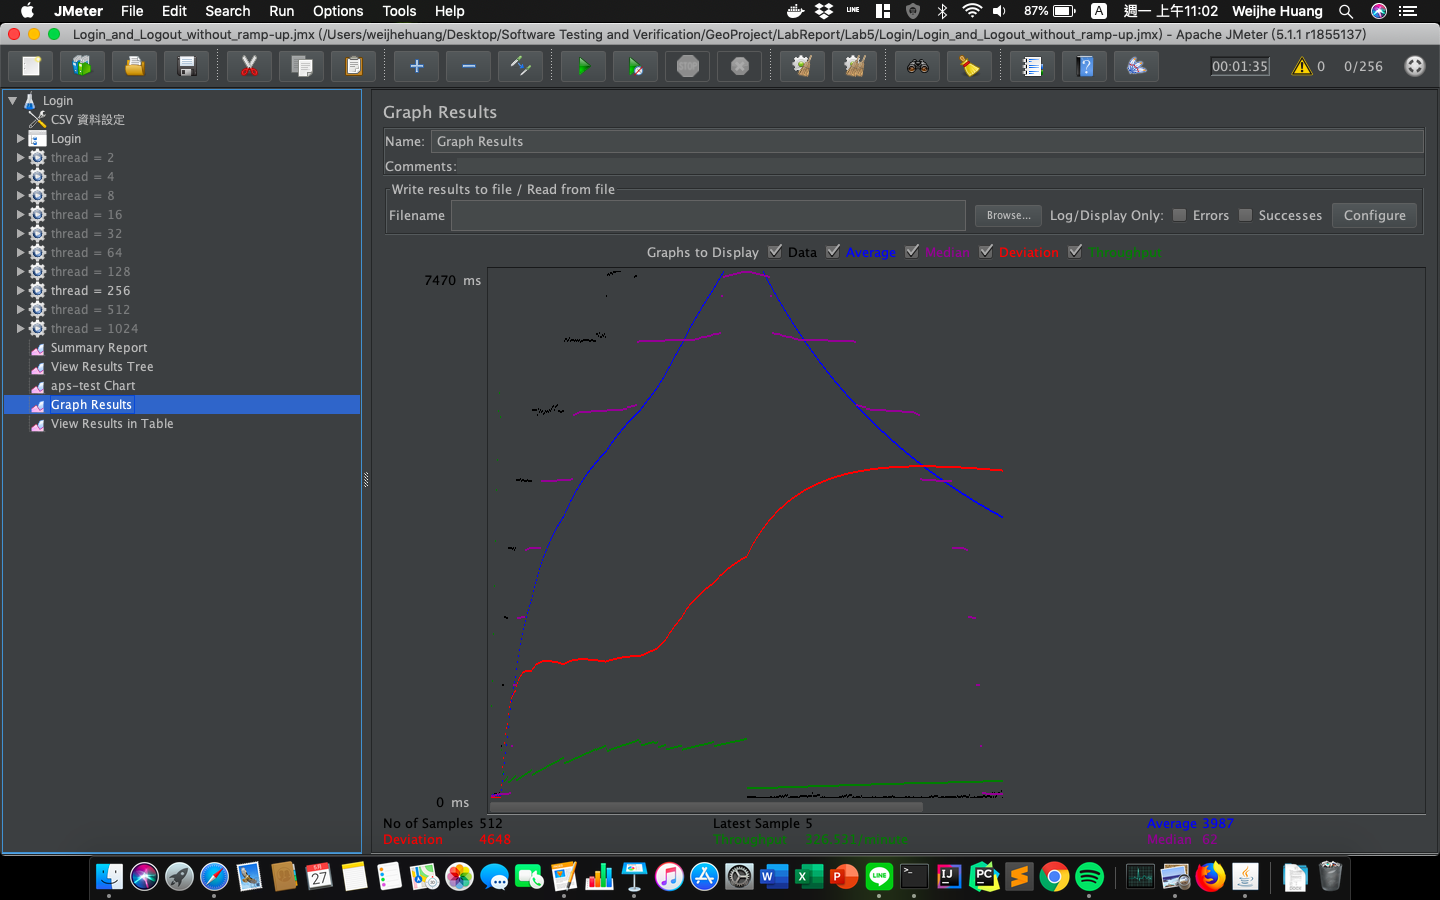 JMeter File Edit Search Run Options Tools Help LINE 87% A 週一 上午11:02 Weijhe Huang
Login_and_Logout_without_ramp-up.jmx (/Users/weijhehuang/Desktop/Software Testing and Verification/GeoProject/LabReport/Lab5/Login/Login_and_Logout_without_ramp-up.jmx) - Apache JMeter (5.1.1 r1855137)
STOP 00:01:35 0 0/256
Login
CSV 資料設定
Login
thread = 2
thread = 4
thread = 8
thread = 16
thread = 32
thread = 64
thread = 128
thread = 256
thread = 512
thread = 1024
Summary Report
View Results Tree
aps-test Chart
Graph Results
View Results in Table
Graph Results
Name: Graph Results
Comments:
Write results to file / Read from file
Filename Browse... Log/Display Only: Errors Successes Configure
Graphs to Display Data Average Median Deviation Throughput
7470 ms
0 ms
No of Samples 512 Latest Sample 5 Average 3987
Deviation 4648 Throughput 326.531/minute Median
27
LINE